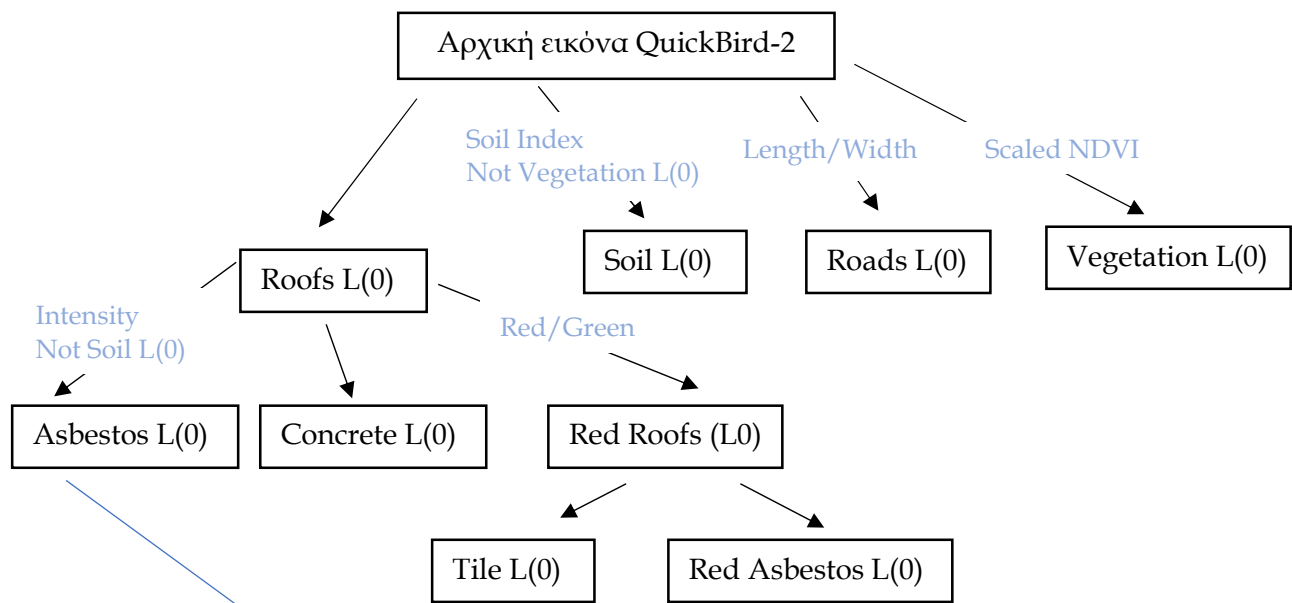 Αρχική εικόνα QuickBird-2
Soil Index
Not Vegetation L(0)
Length/Width
Scaled NDVI
Roofs L(0)
Soil L(0)
Roads L(0)
Vegetation L(0)
Intensity
Not Soil L(0)
Red/Green
Asbestos L(0)
Concrete L(0)
Red Roofs (L0)
Tile L(0)
Red Asbestos L(0)